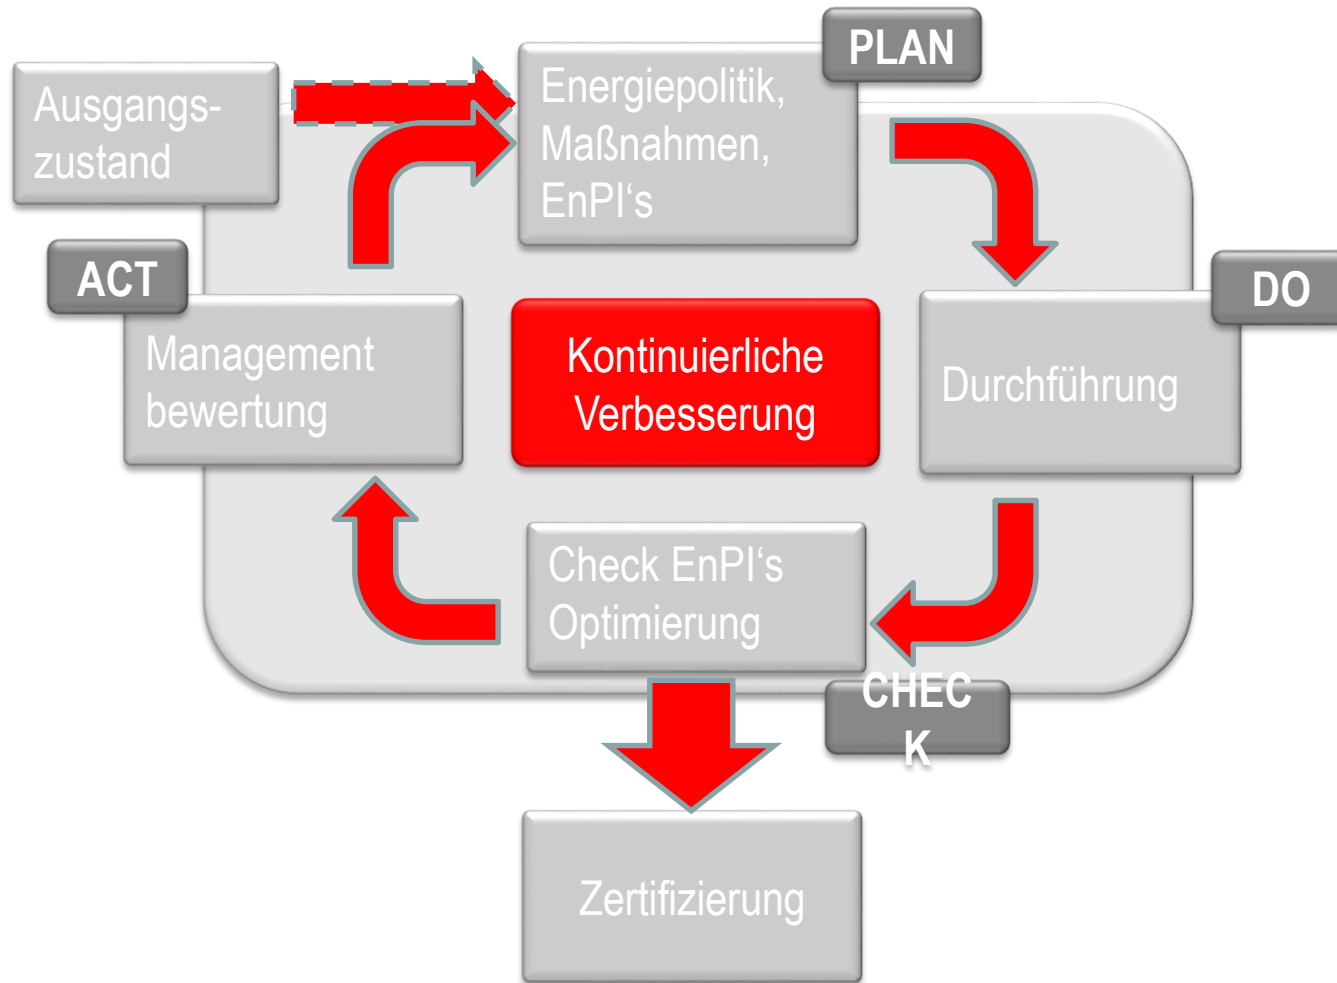 PLAN
Ausgangs-
zustand
Energiepolitik,
Maßnahmen,
EnPI‘s
ACT
DO
Management
bewertung
Kontinuierliche
Verbesserung
Durchführung
Check EnPI‘s
Optimierung
CHEC
K
Zertifizierung